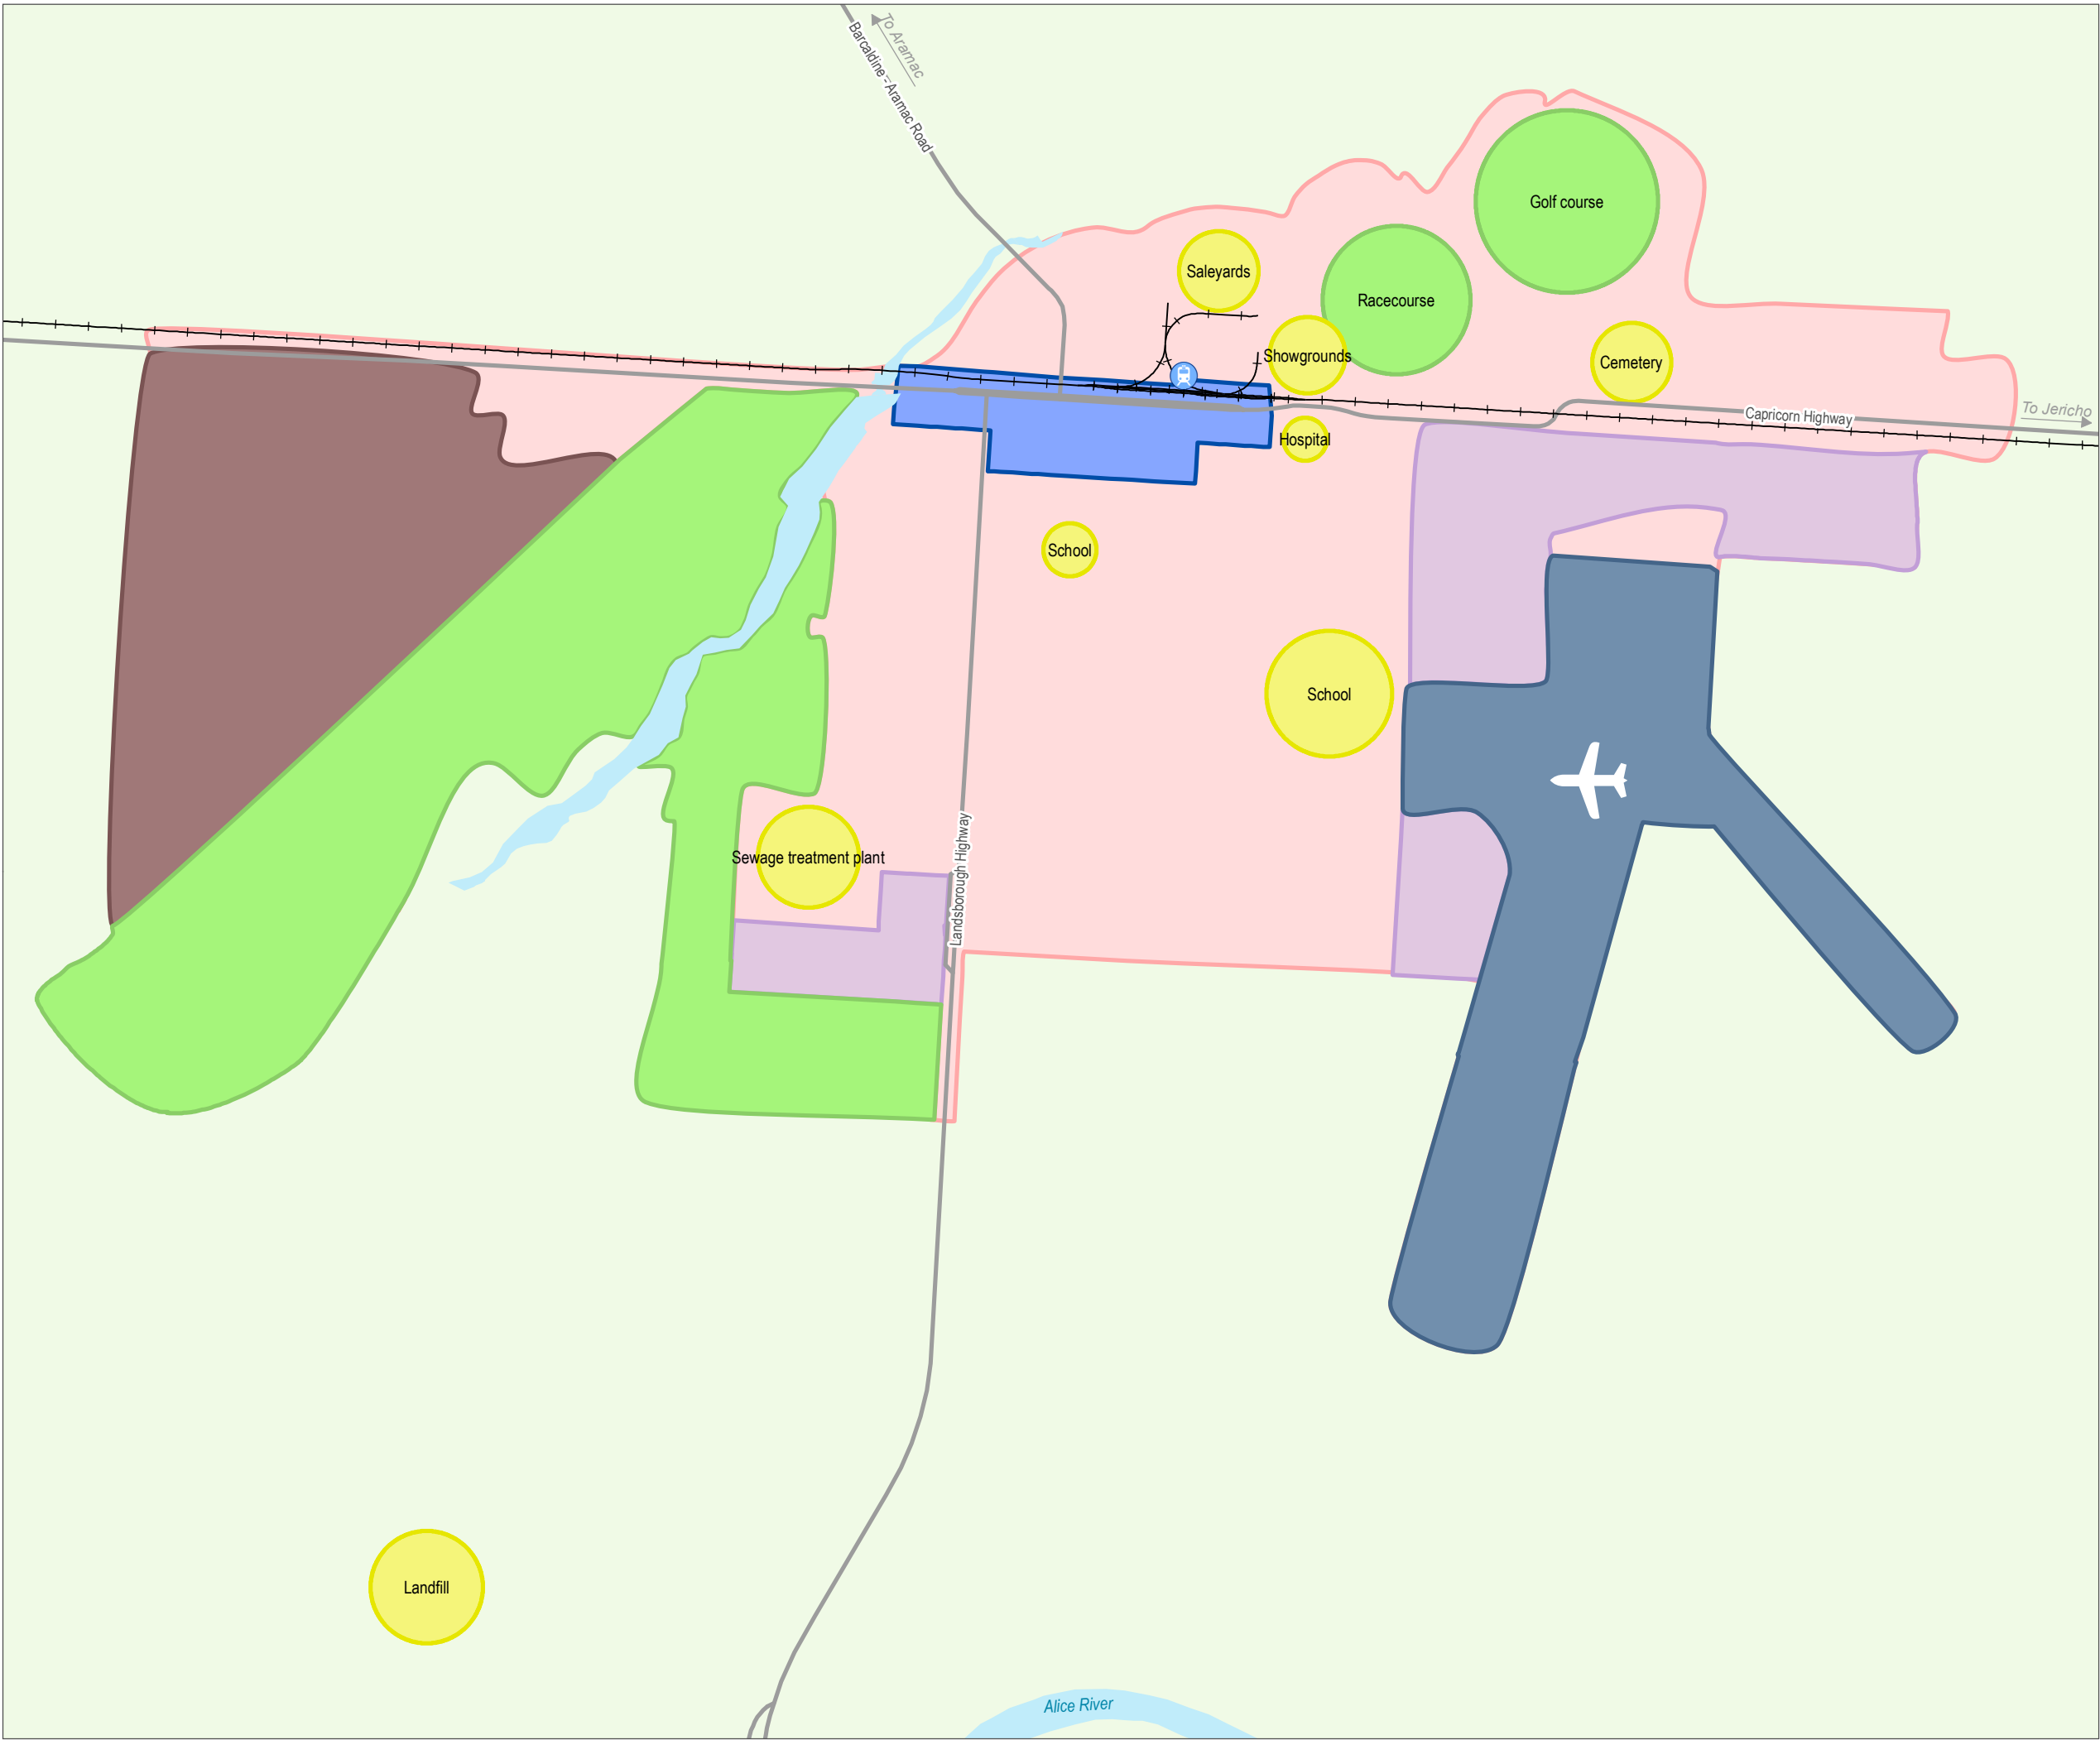 To Aramac
Barcaldine - Aramac Road
Golf course
Saleyards
Racecourse
Showgrounds
Cemetery
Capricorn Highway
To Jericho
Hospital
School
School
Sewage treatment plant
Landsborough Highway
Landfill
Alice River